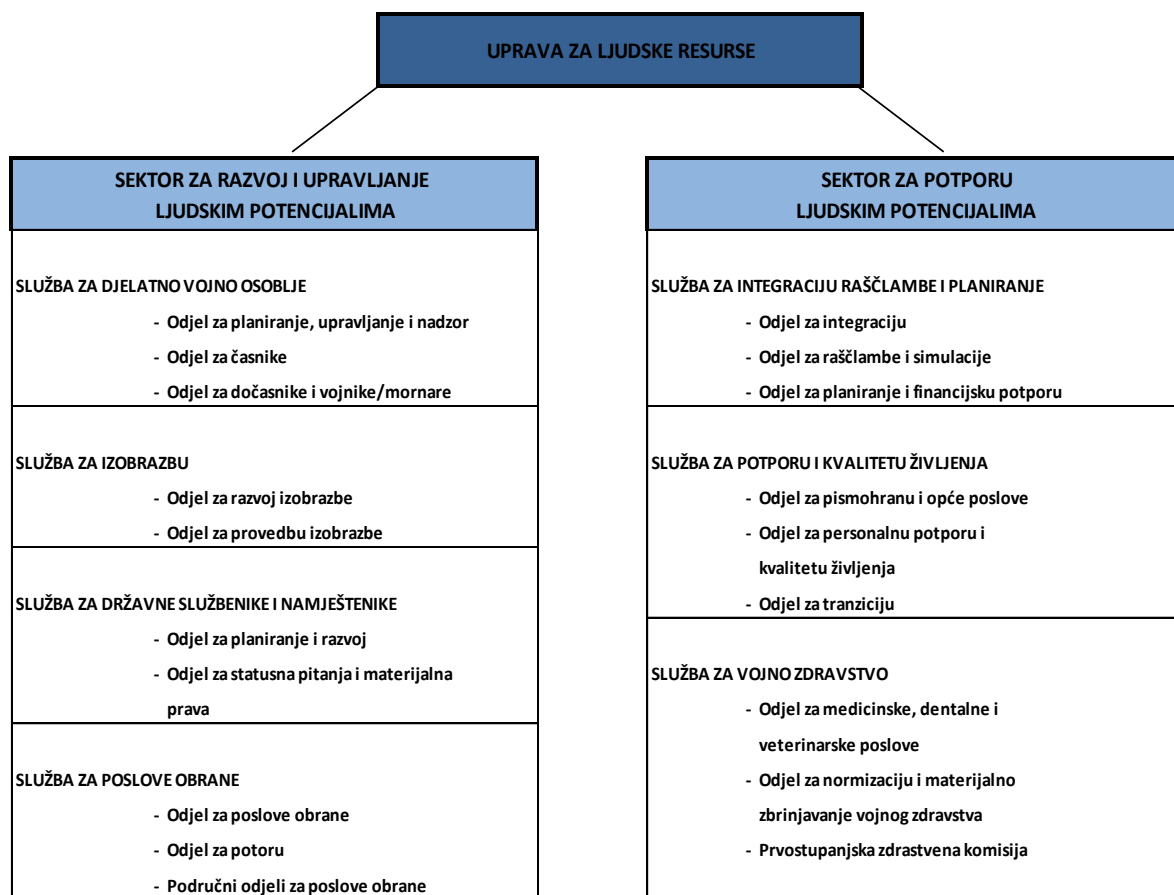 UPRAVA ZA LJUDSKE RESURSE
SEKTOR ZA RAZVOJ I UPRAVLJANJE
LJUDSKIM POTENCIJALIMA
SLUŽBA ZA DJELATNO VOJNO OSOBLJE
- Odjel za planiranje, upravljanje i nadzor
- Odjel za časnike
- Odjel za dočasnike i vojnike/mornare
SLUŽBA ZA IZOBRAZBU
- Odjel za razvoj izobrazbe
- Odjel za provedbu izobrazbe
SLUŽBA ZA DRŽAVNE SLUŽBENIKE I NAMJEŠTENIKE
- Odjel za planiranje i razvoj
- Odjel za statusna pitanja i materijalna
prava
SLUŽBA ZA POSLOVE OBRANE
- Odjel za poslove obrane
- Odjel za potoru
- Područni odjeli za poslove obrane
SEKTOR ZA POTPORU
LJUDSKIM POTENCIJALIMA
SLUŽBA ZA INTEGRACIJU RAŠČLAMBE I PLANIRANJE
- Odjel za integraciju
- Odjel za raščlambe i simulacije
- Odjel za planiranje i financijsku potporu
SLUŽBA ZA POTPORU I KVALITETU ŽIVLJENJA
- Odjel za pismohranu i opće poslove
- Odjel za personalnu potporu i
kvalitetu življenja
- Odjel za tranziciju
SLUŽBA ZA VOJNO ZDRAVSTVO
- Odjel za medicinske, dentalne i
veterinarske poslove
- Odjel za normizaciju i materijalno
zbrinjavanje vojnog zdravstva
- Prvostupanjska zdrastvena komisija